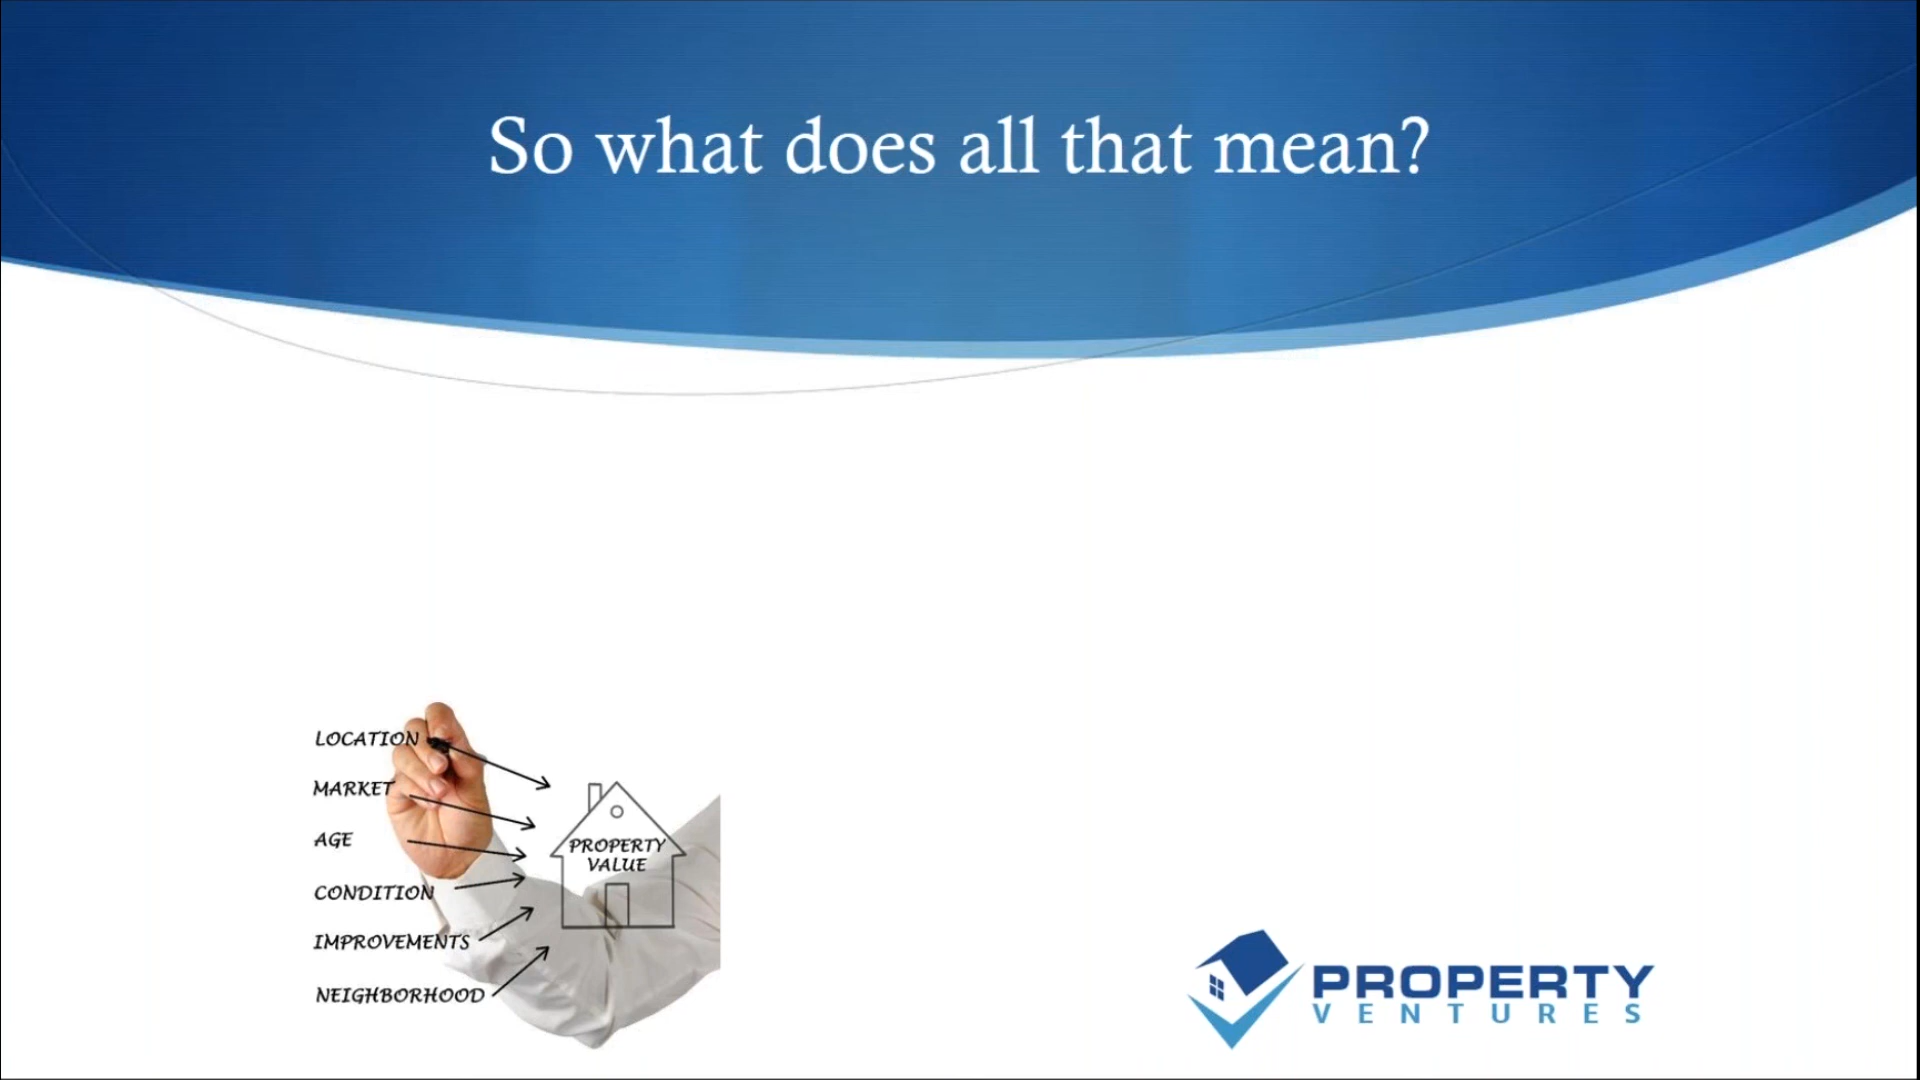 So what does all that mean?
LOCATION
MARKET
AGE
CONDITION
IMPROVEMENTS
NEIGHBORHOOD
PROPERTY
VALUE
PROPERTY
VENTURES